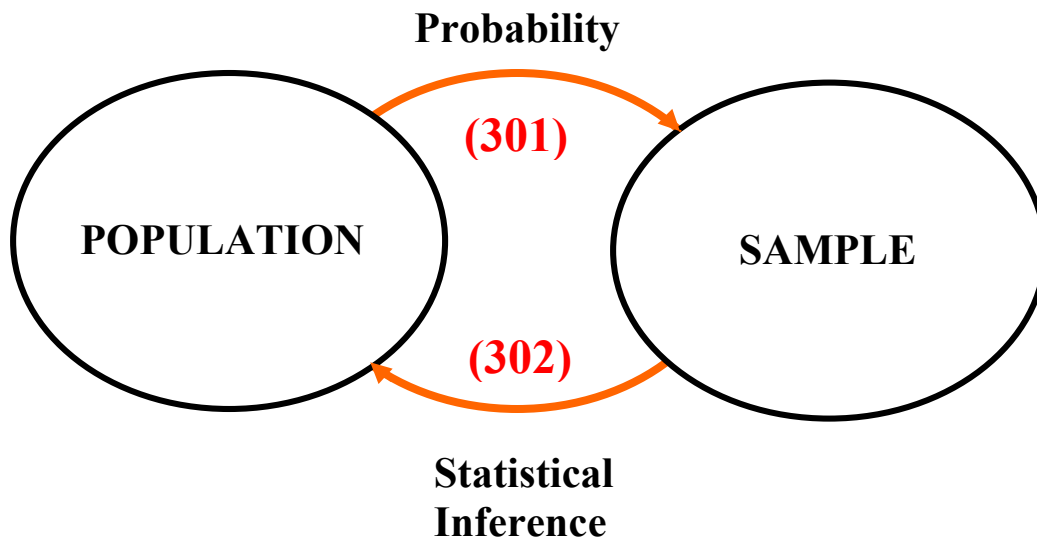 Probability
(301)
POPULATION
SAMPLE
(302)
Statistical
Inference